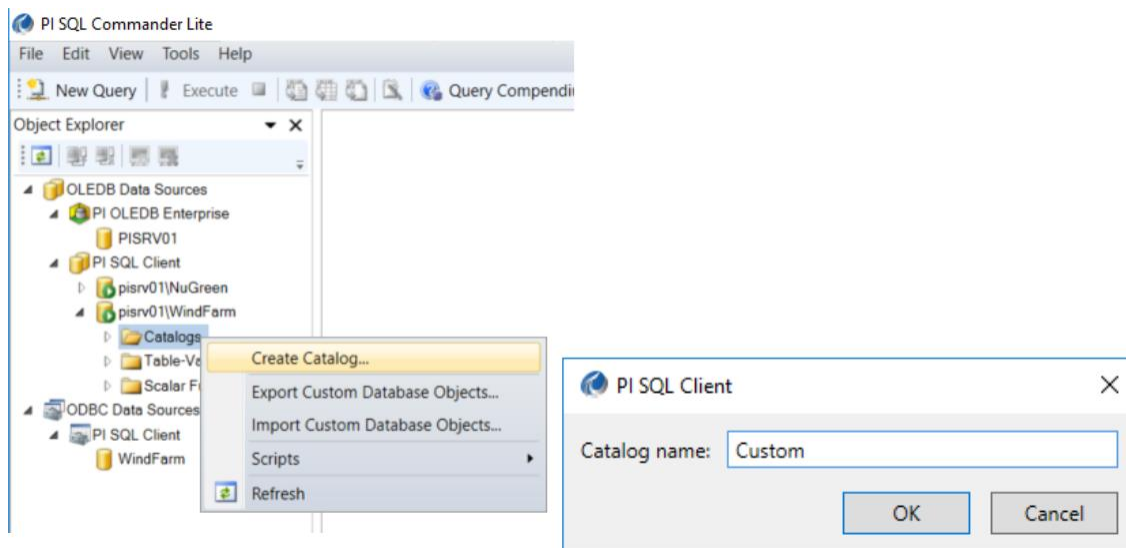 PI SQL Commander Lite
File Edit View Tools Help
New Query Execute Query Compendi
Object Explorer
OLEDB Data Sources
PI OLEDB Enterprise
PISRV01
PI SQL Client
pisrv01\NuGreen
pisrv01\WindFarm
Catalogs
Table-Va
Scalar F
ODBC Data Sources
PI SQL Client
WindFarm
Create Catalog...
Export Custom Database Objects...
Import Custom Database Objects...
Scripts
Refresh
PI SQL Client
Catalog name: Custom
OK Cancel